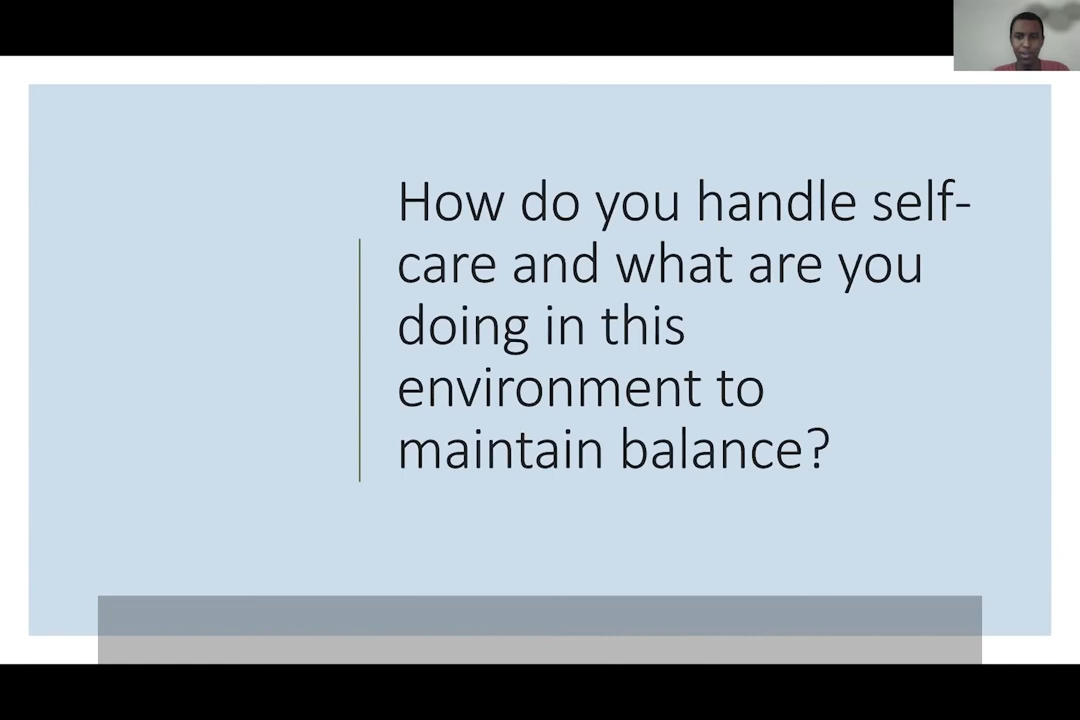 How do you handle self-
care and what are you
doing in this
environment to
maintain balance?